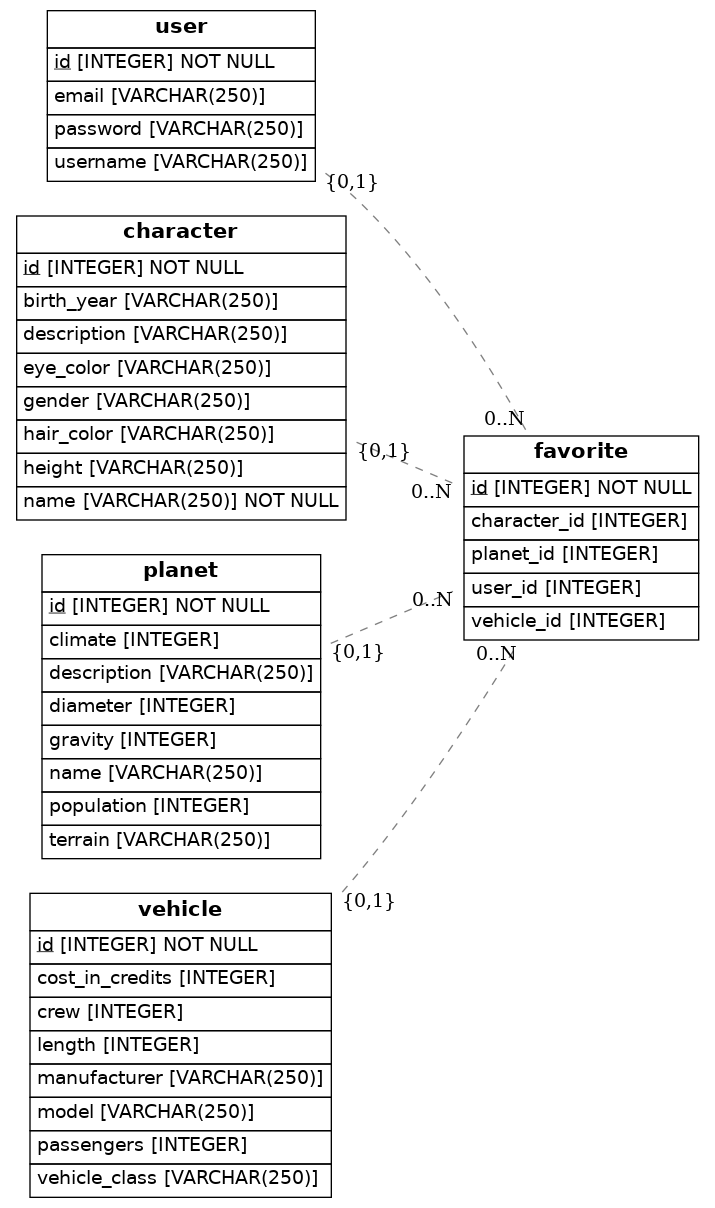 user
id [INTEGER] NOT NULL
email [VARCHAR(250)]
password [VARCHAR(250)]
username [VARCHAR(250)]
{0,1}
character
id [INTEGER] NOT NULL
birth_year [VARCHAR(250)]
description [VARCHAR(250)]
eye_color [VARCHAR(250)]
gender [VARCHAR(250)]
hair_color [VARCHAR(250)]
height [VARCHAR(250)]
name [VARCHAR(250)] NOT NULL
{0,1}
0..N
0..N
favorite
id [INTEGER] NOT NULL
character_id [INTEGER]
planet_id [INTEGER]
user_id [INTEGER]
vehicle_id [INTEGER]
0..N
0..N
planet
id [INTEGER] NOT NULL
climate [INTEGER]
description [VARCHAR(250)]
diameter [INTEGER]
gravity [INTEGER]
name [VARCHAR(250)]
population [INTEGER]
terrain [VARCHAR(250)]
{0,1}
vehicle
id [INTEGER] NOT NULL
cost_in_credits [INTEGER]
crew [INTEGER]
length [INTEGER]
manufacturer [VARCHAR(250)]
model [VARCHAR(250)]
passengers [INTEGER]
vehicle_class [VARCHAR(250)]
{0,1}